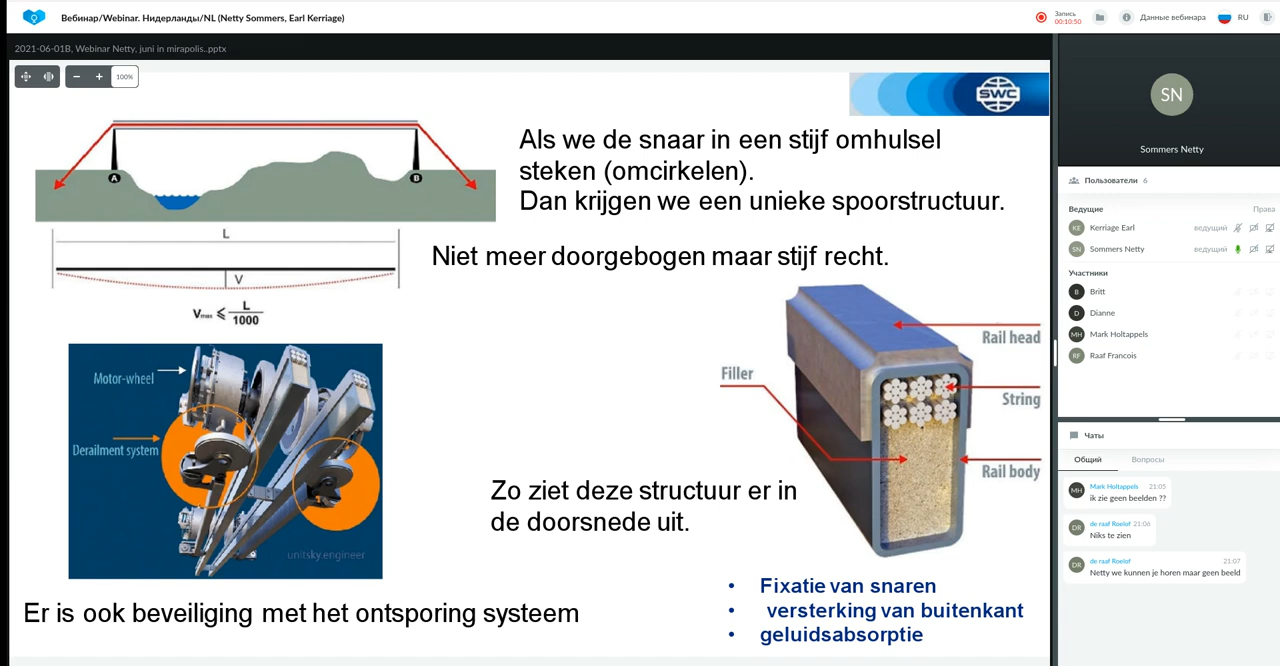 Вебинар/Webinar. Нидерланды/NL (Netty Sommers, Earl Kerriage)
Запись
00:10:50
Данные вебинара
RU
2021-06-01B, Webinar Netty, juni in mirapolis..pptx
100%
SWC
Als we de snaar in een stijf omhulsel
steken (omcirkelen).
Dan krijgen we een unieke spoorstructuur.
A
B
L
V
Niet meer doorgebogen maar stijf recht.
Vmax ⩽ L/1000
Motor-wheel
Derailment system
unitsky.engineer
Rail head
Filler
String
Rail body
Zo ziet deze structuur er in
de doorsnede uit.
• Fixatie van snaren
• versterking van buitenkant
• geluidsabsorptie
Er is ook beveiliging met het ontsporing systeem
SN
Sommers Netty
Пользователи 6
Ведущие Права
KE Kerriage Earl ведущий
SN Sommers Netty ведущий
Участники
B Britt
D Dianne
MH Mark Holtappels
RF Raaf Francois
Чаты
Общий Вопросы
MH Mark Holtappels 21:05
ik zie geen beelden ??
DR de raaf Roelof 21:06
Niks te zien
DR de raaf Roelof 21:07
Netty we kunnen je horen maar geen beeld